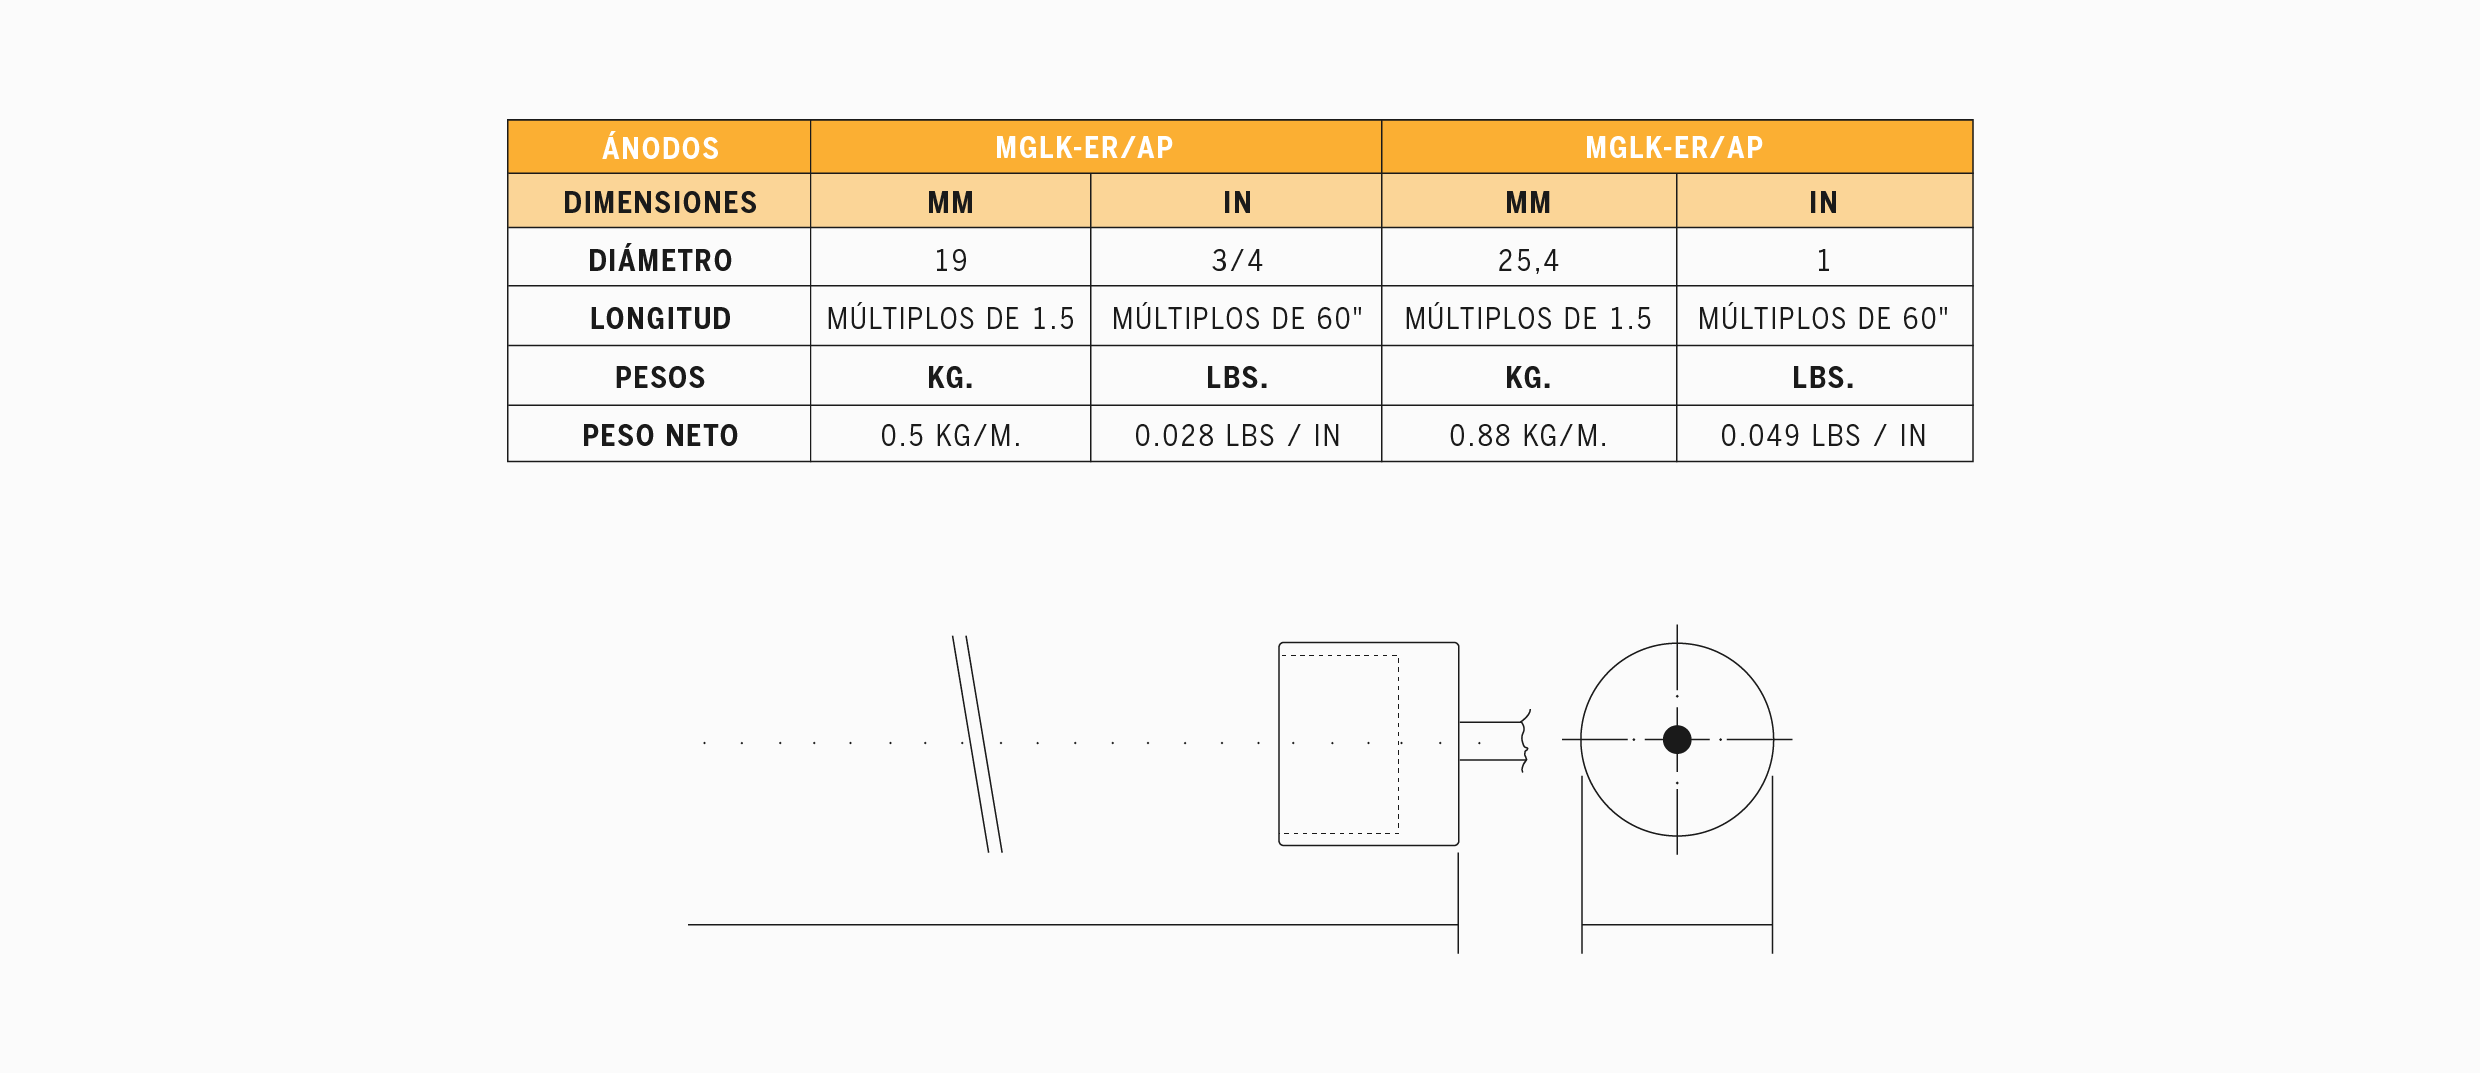 ÁNODOS MGLK-ER/AP MGLK-ER/AP
DIMENSIONES MM IN MM IN
DIÁMETRO 19 3/4 25,4 1
LONGITUD MÚLTIPLOS DE 1.5 MÚLTIPLOS DE 60" MÚLTIPLOS DE 1.5 MÚLTIPLOS DE 60"
PESOS KG. LBS. KG. LBS.
PESO NETO 0.5 KG/M. 0.028 LBS / IN 0.88 KG/M. 0.049 LBS / IN